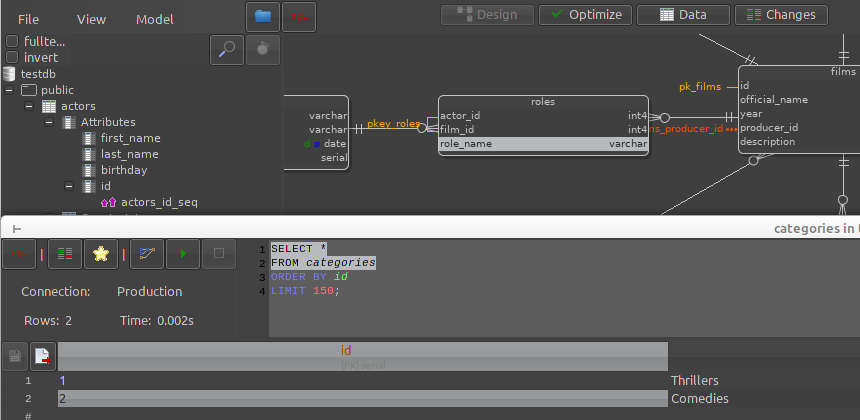 File View Model
Design Optimize Data Changes
fullte...
invert
testdb
public
actors
Attributes
first_name
last_name
birthday
id
actors_id_seq
varchar
varchar
d date
serial
pkey_roles
roles
actor_id int4
film_id int4
role_name varchar
ns_producer_id
pk_films
films
id
official_name
year
producer_id
description
categories in t
1 SELECT *
2 FROM categories
3 ORDER BY id
4 LIMIT 150;
Connection: Production
Rows: 2 Time: 0.002s
id
[PK] serial
1 1 Thrillers
2 2 Comedies
#